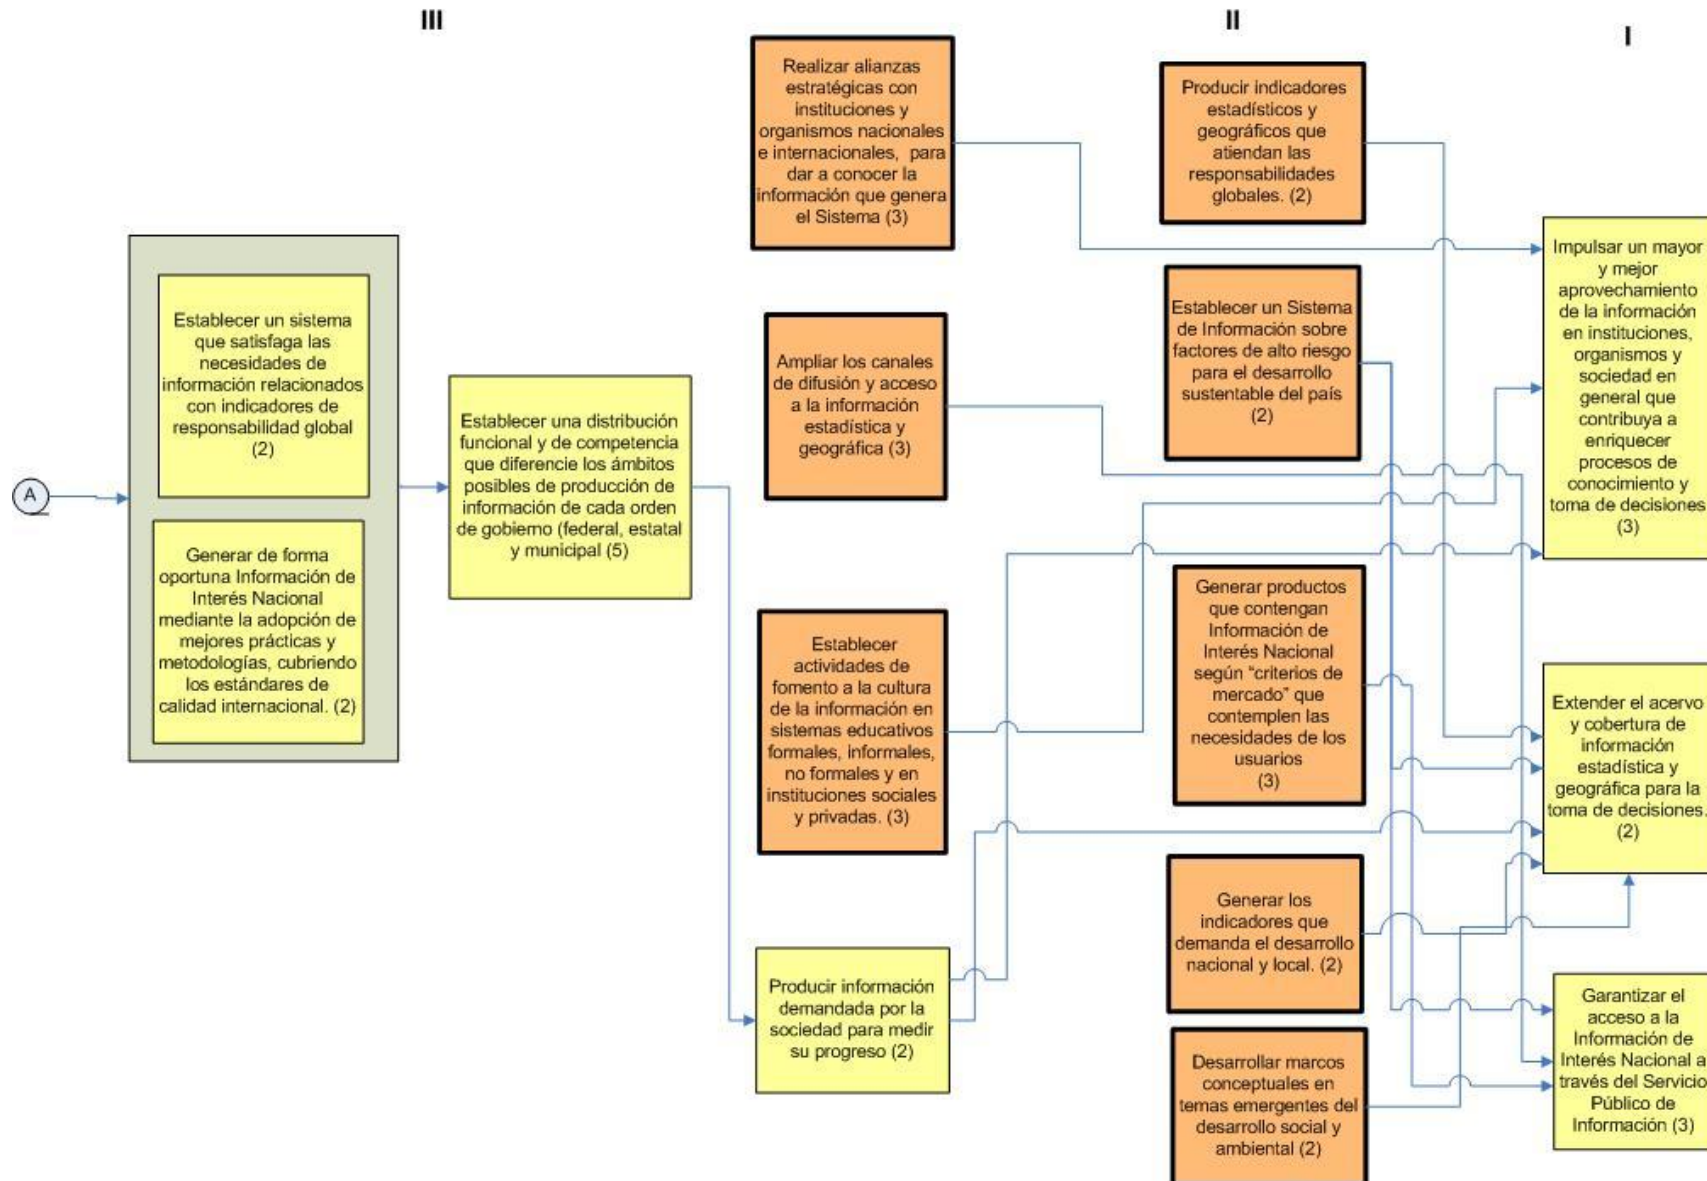 III
II
I
A
Establecer un sistema
que satisfaga las
necesidades de
información relacionados
con indicadores de
responsabilidad global
(2)
Generar de forma
oportuna Información de
Interés Nacional
mediante la adopción de
mejores prácticas y
metodologías, cubriendo
los estándares de
calidad internacional. (2)
Establecer una distribución
funcional y de competencia
que diferencie los ámbitos
posibles de producción de
información de cada orden
de gobierno (federal, estatal
y municipal (5)
Realizar alianzas
estratégicas con
instituciones y
organismos nacionales
e internacionales, para
dar a conocer la
información que genera
el Sistema (3)
Ampliar los canales
de difusión y acceso
a la información
estadística y
geográfica (3)
Establecer
actividades de
fomento a la cultura
de la información en
sistemas educativos
formales, informales,
no formales y en
instituciones sociales
y privadas. (3)
Producir información
demandada por la
sociedad para medir
su progreso (2)
Producir indicadores
estadísticos y
geográficos que
atiendan las
responsabilidades
globales. (2)
Establecer un Sistema
de Información sobre
factores de alto riesgo
para el desarrollo
sustentable del país
(2)
Generar productos
que contengan
Información de
Interés Nacional
según “criterios de
mercado” que
contemplen las
necesidades de los
usuarios
(3)
Generar los
indicadores que
demanda el desarrollo
nacional y local. (2)
Desarrollar marcos
conceptuales en
temas emergentes del
desarrollo social y
ambiental (2)
Impulsar un mayor
y mejor
aprovechamiento
de la información
en instituciones,
organismos y
sociedad en
general que
contribuya a
enriquecer
procesos de
conocimiento y
toma de decisiones
(3)
Extender el acervo
y cobertura de
información
estadística y
geográfica para la
toma de decisiones.
(2)
Garantizar el
acceso a la
Información de
Interés Nacional a
través del Servicio
Público de
Información (3)